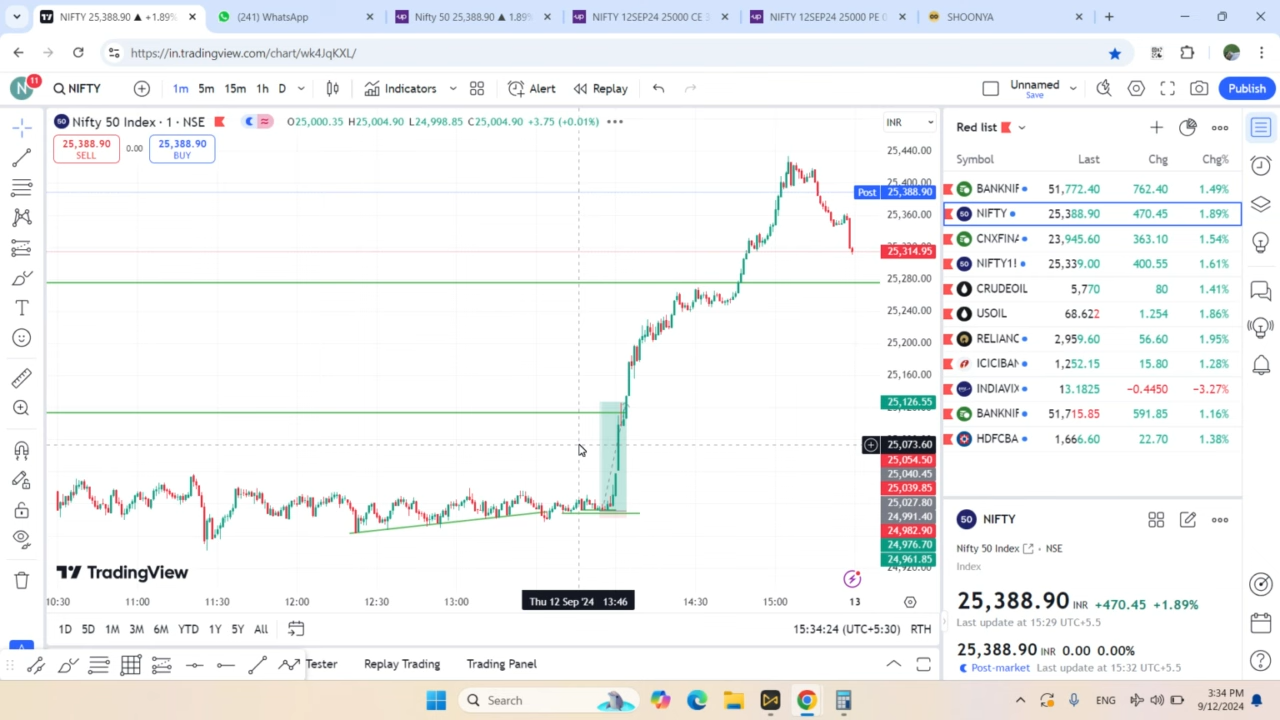 NIFTY 25,388.90 ▲ +1.89%
(241) WhatsApp
Nifty 50 25,388.90 ▲ 1.89%
NIFTY 12SEP24 25000 CE
NIFTY 12SEP24 25000 PE
SHOONYA
https://in.tradingview.com/chart/wk4JqKXL/
N 11 NIFTY 1m 5m 15m 1h D Indicators Alert Replay Unnamed Save Publish
Nifty 50 Index · 1 · NSE O25,000.35 H25,004.90 L24,998.85 C25,004.90 +3.75 (+0.01%)
INR
25,388.90 SELL 0.00 25,388.90 BUY
25,440.00
25,400.00
Post 25,388.90
25,360.00
25,314.95
25,280.00
25,240.00
25,200.00
25,160.00
25,126.55
25,073.60
25,054.50
25,040.45
25,039.85
25,027.80
24,991.40
24,982.90
24,976.70
24,961.85
24,920.00
TradingView
10:30 11:00 11:30 12:00 12:30 13:00 Thu 12 Sep '24 13:46 14:30 15:00 13
1D 5D 1M 3M 6M YTD 1Y 5Y All 15:34:24 (UTC+5:30) RTH
Tester Replay Trading Trading Panel
Red list
Symbol Last Chg Chg%
BANKNIF 51,772.40 762.40 1.49%
50 NIFTY 25,388.90 470.45 1.89%
CNXFINA 23,945.60 363.10 1.54%
50 NIFTY1! 25,339.00 400.55 1.61%
CRUDEOIL 5,770 80 1.41%
USOIL 68.622 1.254 1.86%
RELIANC 2,959.60 56.60 1.95%
ICICIBAN 1,252.15 15.80 1.28%
INDIAVIX 13.1825 −0.4450 −3.27%
BANKNIF 51,715.85 591.85 1.16%
HDFCBA 1,666.60 22.70 1.38%
50 NIFTY
Nifty 50 Index · NSE
Index
25,388.90 INR +470.45 +1.89%
Last update at 15:29 UTC+5.5
25,388.90 INR 0.00 0.00%
Post-market Last update at 15:32 UTC+5.5
Search
ENG
3:34 PM
9/12/2024